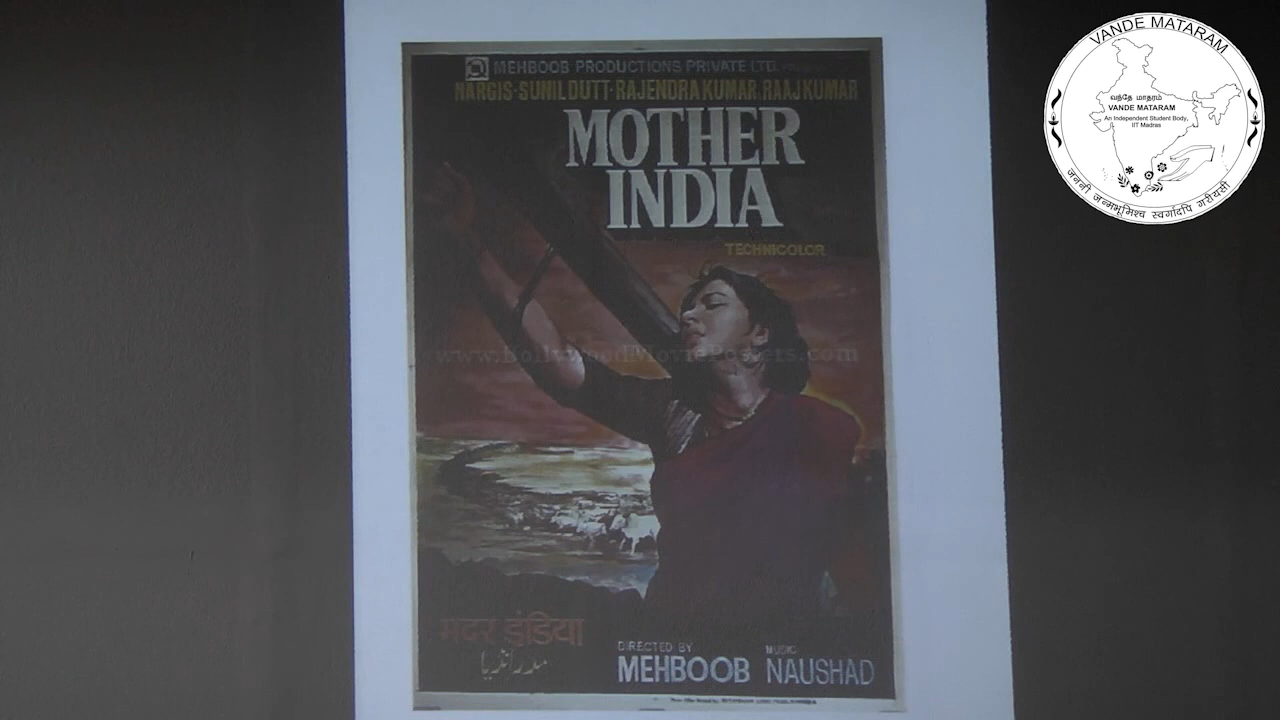 MEHBOOB PRODUCTIONS PRIVATE LTD.
NARGIS·SUNIL DUTT·RAJENDRA KUMAR & RAAJ KUMAR
MOTHER
INDIA
TECHNICOLOR
www.BollywoodMoviePosters.com
मदर इंडिया
مدر انڈیا
DIRECTED BY
MEHBOOB
MUSIC
NAUSHAD
VANDE MATARAM
வந்தே மாதரம்
VANDE MATARAM
An Independent Student Body,
IIT Madras
जननी जन्मभूमिश्च स्वर्गादपि गरीयसी